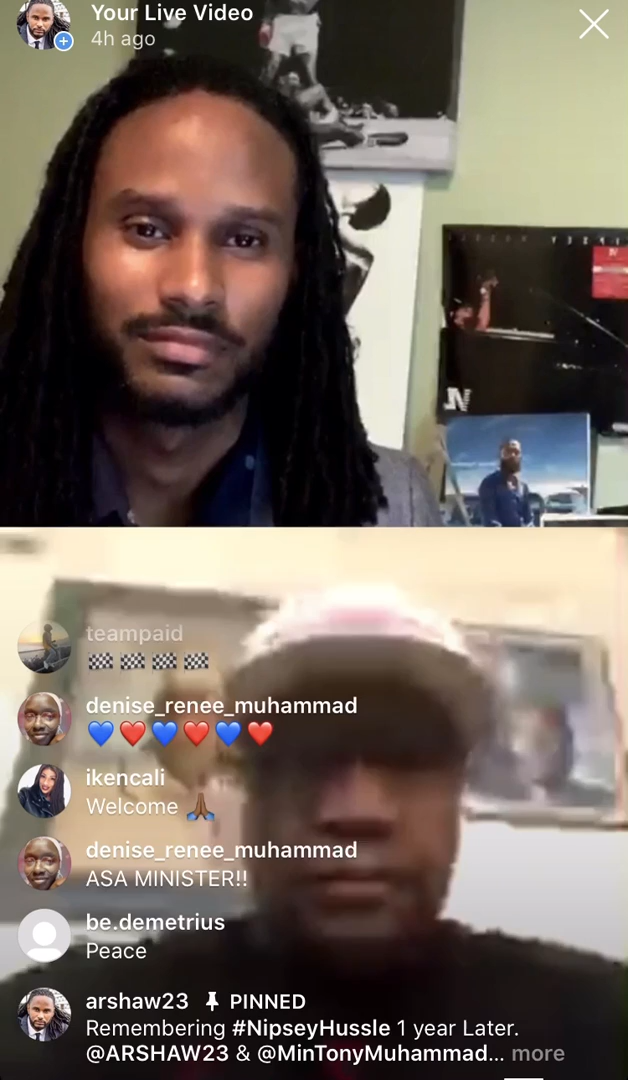 Your Live Video
4h ago
teampaid
🏁 🏁 🏁 🏁
denise_renee_muhammad
💙❤️💙❤️💙❤️
ikencali
Welcome 🙏🏾
denise_renee_muhammad
ASA MINISTER!!
be.demetrius
Peace
arshaw23 📌 PINNED
Remembering #NipseyHussle 1 year Later.
@ARSHAW23 & @MinTonyMuhammad... more